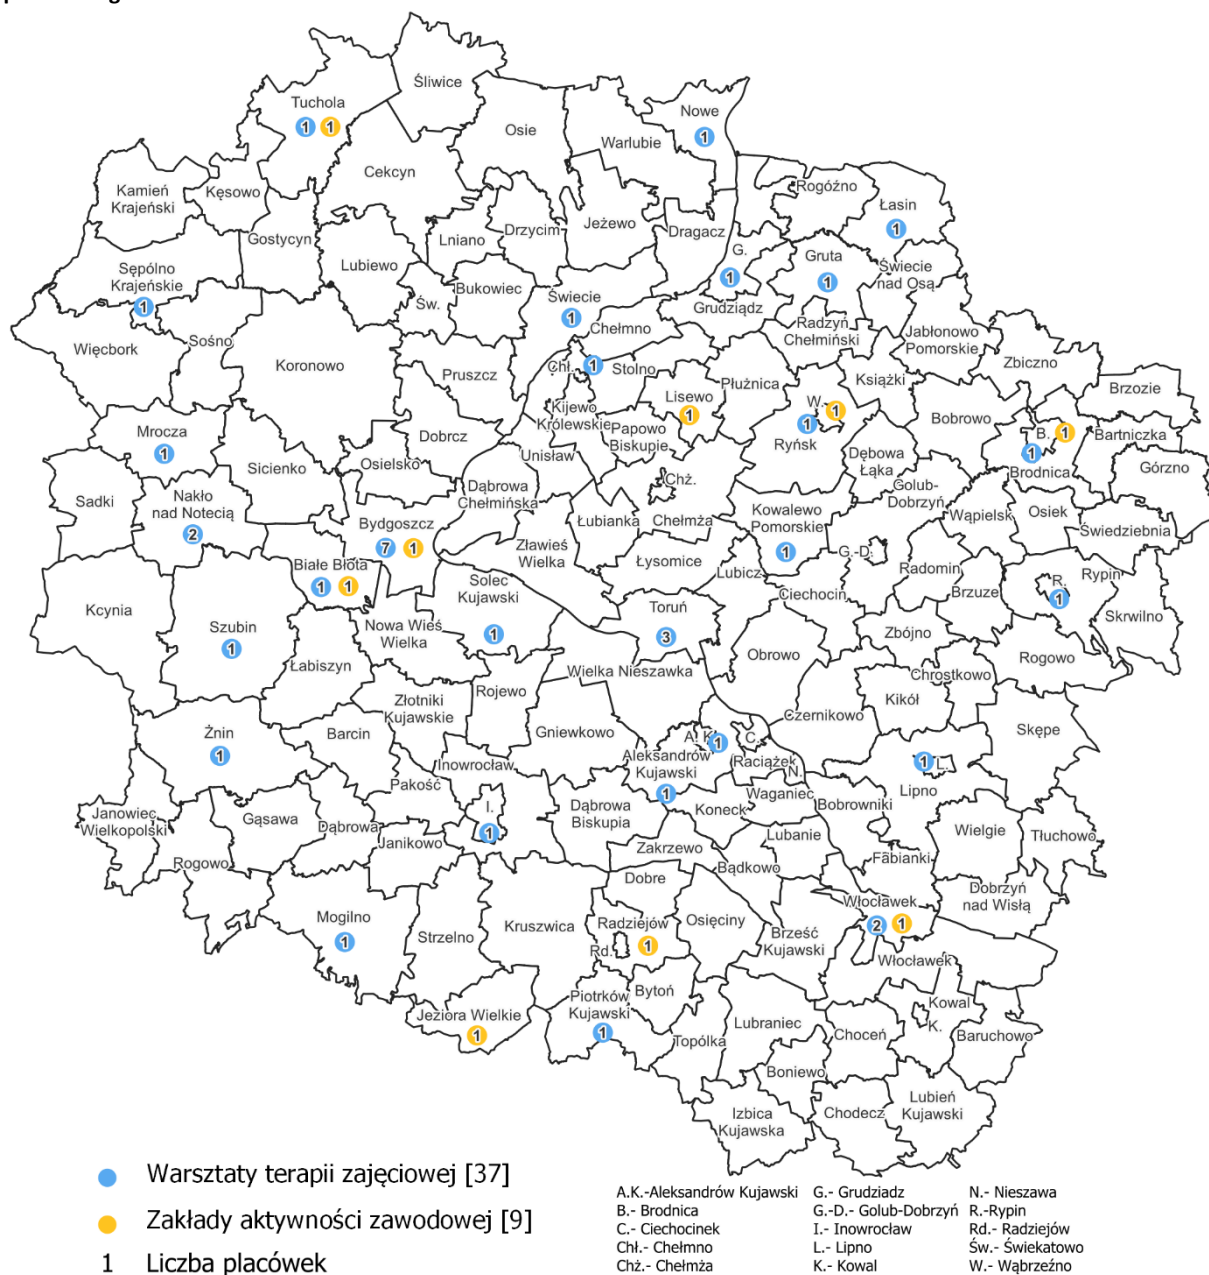 Śliwice
Tuchola
1 1
Nowe
1
Osie
Warlubie
Cekcyn
Kamień
Krajeński
Kęsowo
Rogóźno
Łasin
1
Gostycyn
Lniano
Drzycim
Jeżewo
Dragacz
G.
1
Gruta
1
Świecie
nad Osą
Sępólno
Krajeńskie
1
Lubiewo
Św.
Bukowiec
Świecie
1
Grudziądz
Chełmno
Radzyń
Chełmiński
Jabłonowo
Pomorskie
Zbiczno
Więcbork
Sośno
Koronowo
Pruszcz
Chł.
1
Stolno
Płużnica
Książki
Brzozie
Lisewo
1
W.
1
1
Ryńsk
Bobrowo
B.
1
1
Brodnica
Bartniczka
Kijewo
Królewskie
Papowo
Biskupie
Mrocza
1
Dobrcz
Unisław
Dębowa
Łąka
Górzno
Sicienko
Osielsko
Sadki
Nakło
nad Notecią
2
Dąbrowa
Chełmińska
Chż.
Chełmża
Golub-
Dobrzyń
Wąpielsk
Osiek
Świedziebnia
Bydgoszcz
7 1
Łubianka
Kowalewo
Pomorskie
1
Zławieś
Wielka
Łysomice
G.-D.
Białe Błota
1 1
Solec
Kujawski
1
Lubicz
Ciechocin
Radomin
Brzuze
R.
1
Rypin
Skrwilno
Kcynia
Szubin
1
Nowa Wieś
Wielka
Toruń
3
Zbójno
Łabiszyn
Obrowo
Rogowo
Wielka Nieszawka
Chrostkowo
Kikół
Złotniki
Kujawskie
Rojewo
Czernikowo
Skępe
Żnin
1
Barcin
Gniewkowo
A.K.
1
C.
Aleksandrów
Kujawski
1
Raciążek
N.
1
L.
Lipno
Inowrocław
Pakość
I.
1
Dąbrowa
Biskupia
Koneck
Waganiec
Bobrowniki
Janowiec
Wielkopolski
Gąsawa
Dąbrowa
Janikowo
Wielgie
Tłuchowo
Rogowo
Zakrzewo
Lubanie
Bądkowo
Fabianki
Dobre
Dobrzyń
nad Wisłą
Mogilno
1
Strzelno
Kruszwica
Radziejów
1
Rd.
Osięciny
Brześć
Kujawski
Włocławek
2 1
Włocławek
Jeziora Wielkie
1
Piotrków
Kujawski
1
Bytoń
Kowal
K.
Topólka
Lubraniec
Choceń
Baruchowo
Boniewo
Izbica
Kujawska
Chodecz
Lubień
Kujawski
Warsztaty terapii zajęciowej [37]
Zakłady aktywności zawodowej [9]
1 Liczba placówek
A.K.-Aleksandrów Kujawski G.- Grudziadz N.- Nieszawa
B.- Brodnica G.-D.- Golub-Dobrzyń R.-Rypin
C.- Ciechocinek I.- Inowrocław Rd.- Radziejów
Chł.- Chełmno L.- Lipno Św.- Świekatowo
Chż.- Chełmża K.- Kowal W.- Wąbrzeźno